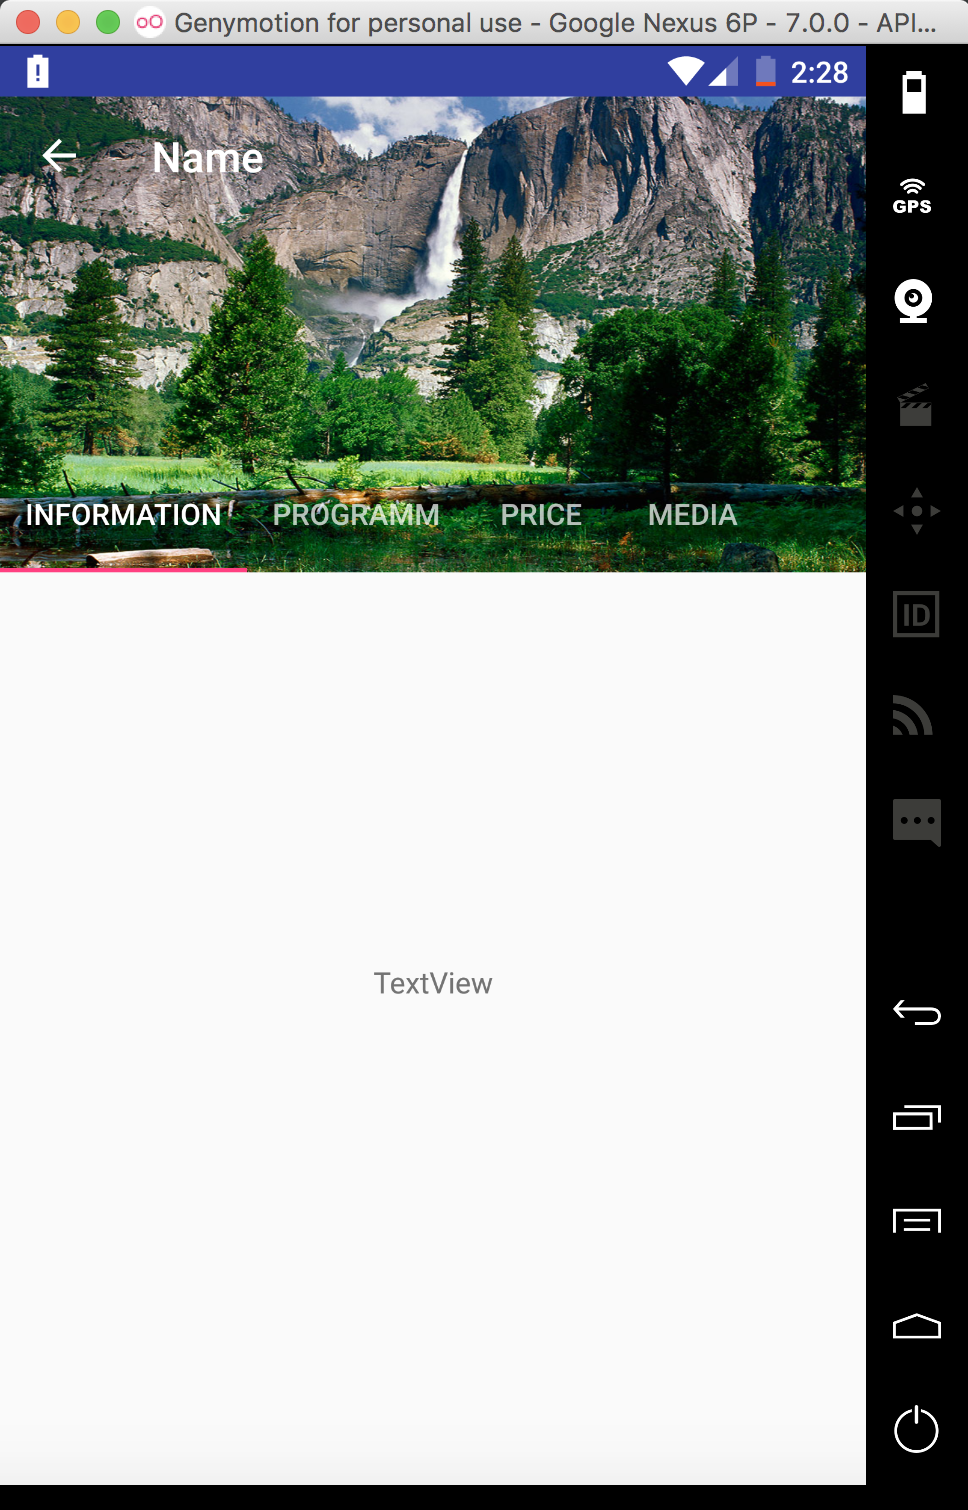 Genymotion for personal use - Google Nexus 6P - 7.0.0 - API...
2:28
Name
GPS
INFORMATION PROGRAMM PRICE MEDIA
ID
TextView